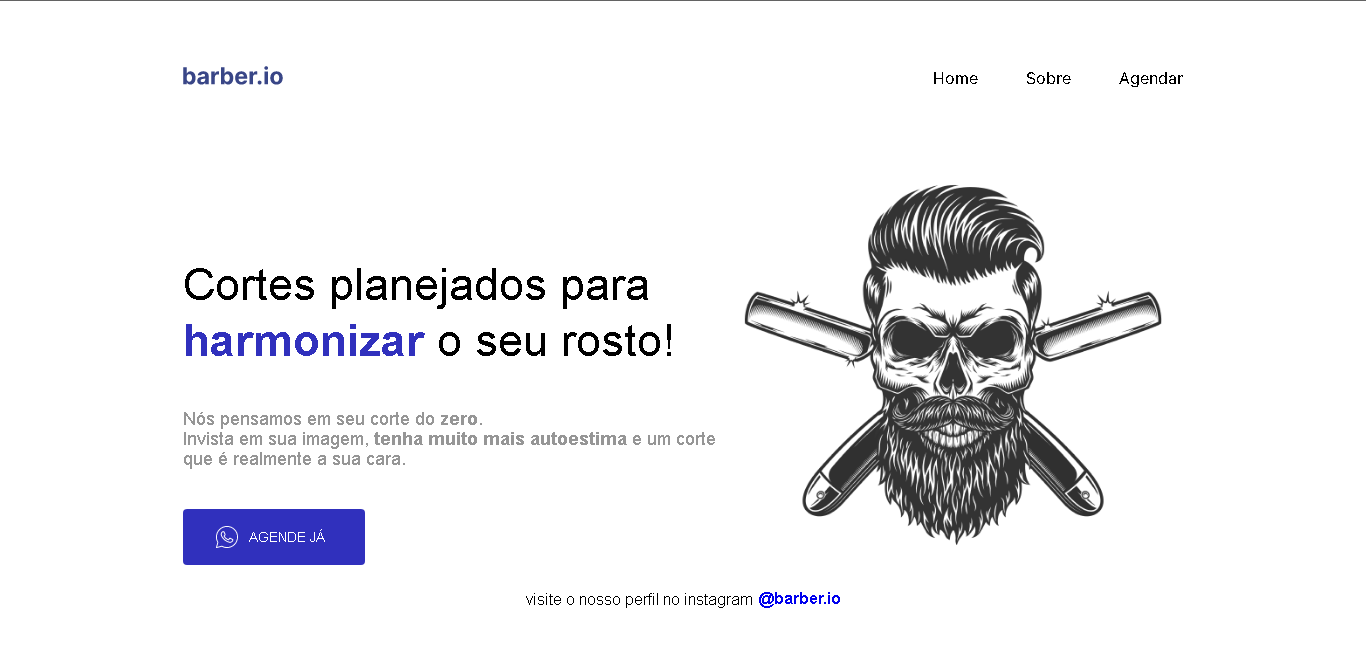 barber.io
Home Sobre Agendar
Cortes planejados para
harmonizar o seu rosto!
Nós pensamos em seu corte do zero.
Invista em sua imagem, tenha muito mais autoestima e um corte
que é realmente a sua cara.
AGENDE JÁ
visite o nosso perfil no instagram @barber.io